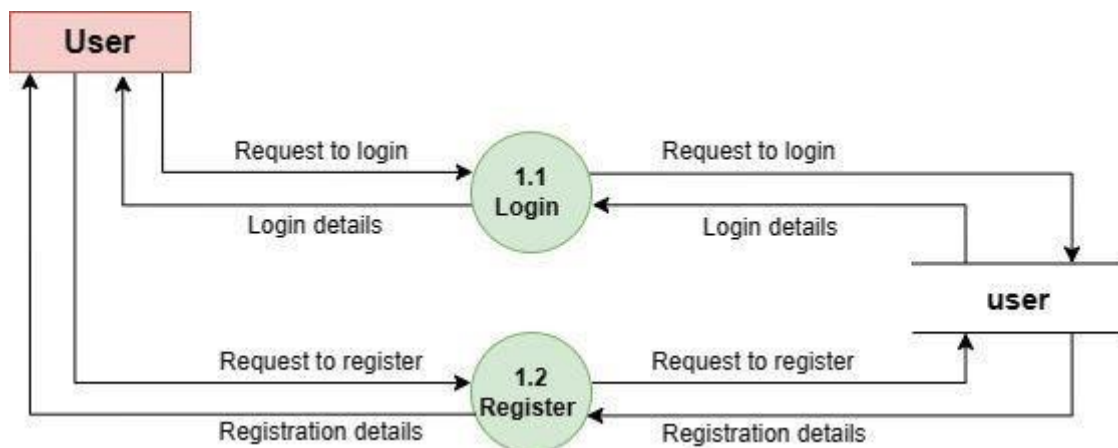 User
Request to login
1.1
Login
Request to login
Login details
Login details
user
Request to register
1.2
Register
Request to register
Registration details
Registration details